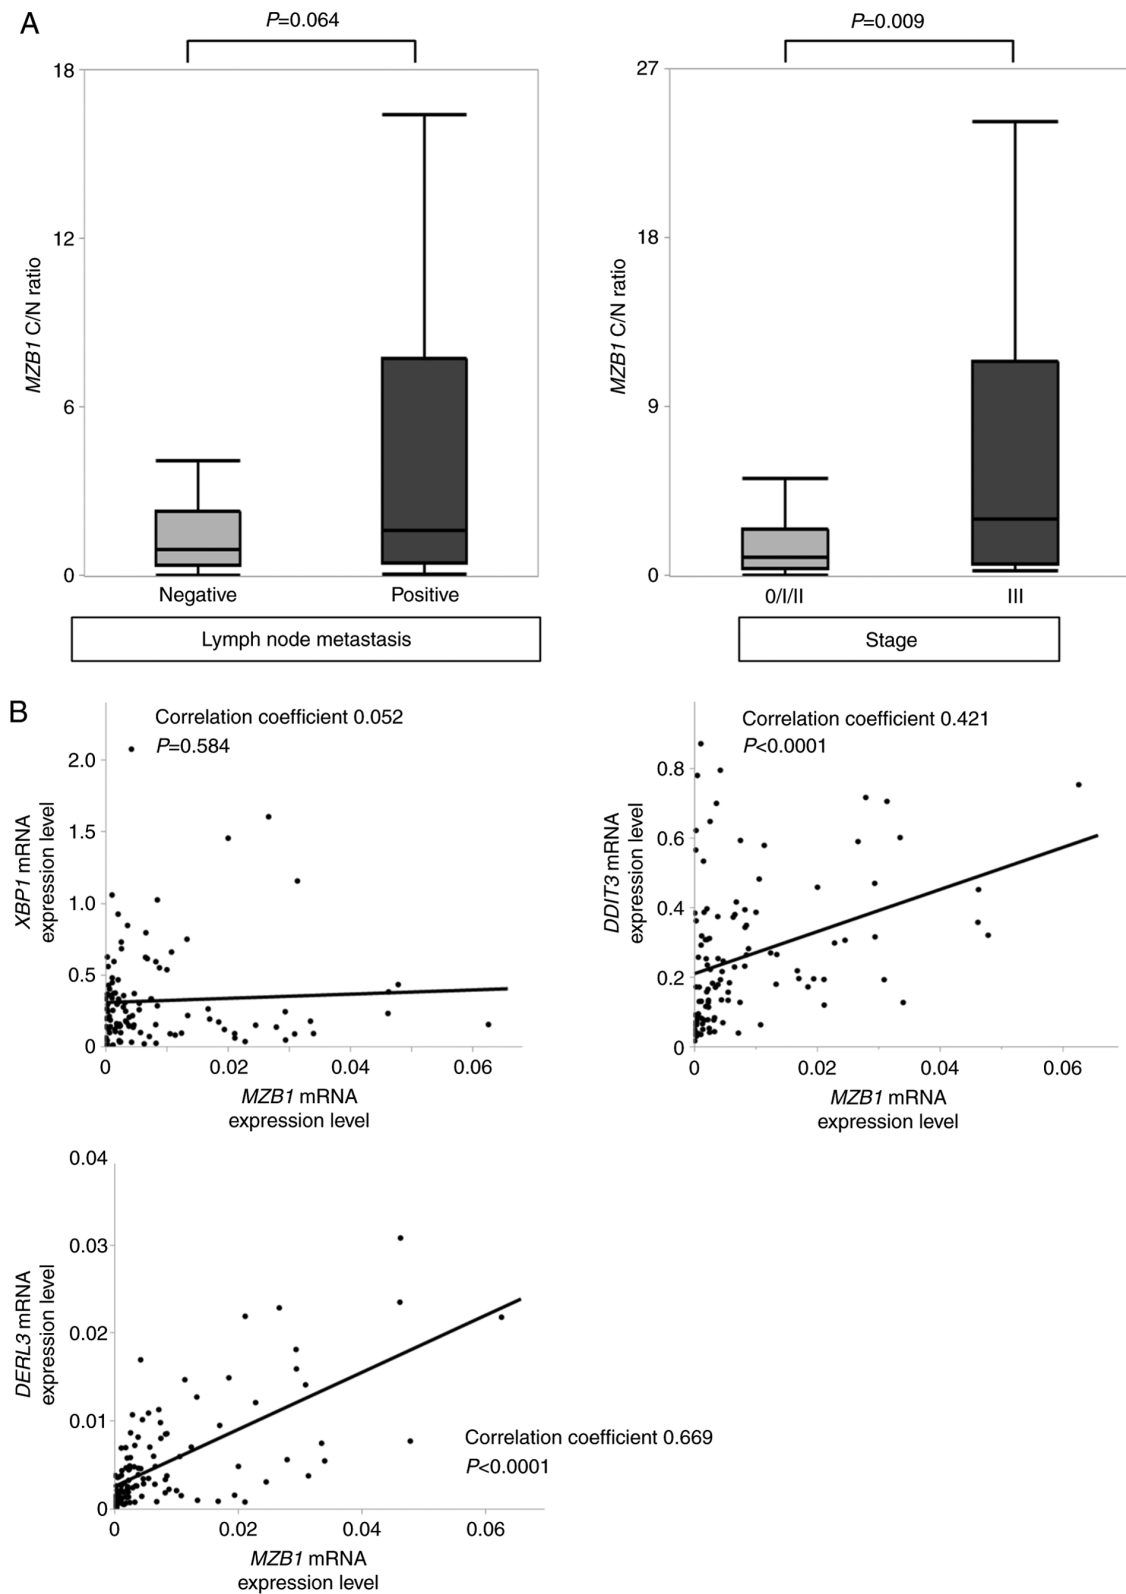 A
P=0.064
18
12
6
0
MZB1 C/N ratio
Negative
Positive
Lymph node metastasis
P=0.009
27
18
9
0
MZB1 C/N ratio
0/I/II
III
Stage
B
Correlation coefficient 0.052
P=0.584
2.0
1.5
1.0
0.5
0
XBP1 mRNA
expression level
0
0.02
0.04
0.06
MZB1 mRNA
expression level
Correlation coefficient 0.421
P<0.0001
0.8
0.6
0.4
0.2
0
DDIT3 mRNA
expression level
0
0.02
0.04
0.06
MZB1 mRNA
expression level
0.04
0.03
0.02
0.01
0
DERL3 mRNA
expression level
Correlation coefficient 0.669
P<0.0001
0
0.02
0.04
0.06
MZB1 mRNA
expression level